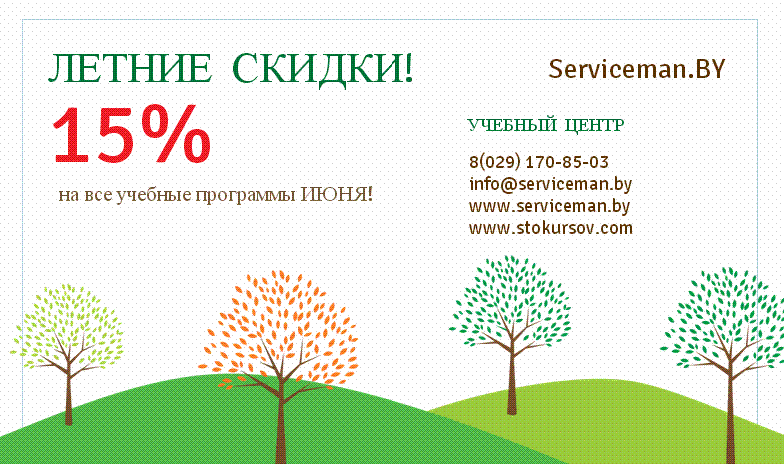 ЛЕТНИЕ СКИДКИ!
15%
на все учебные программы ИЮНЯ!
Serviceman.BY
УЧЕБНЫЙ ЦЕНТР
8(029) 170-85-03
info@serviceman.by
www.serviceman.by
www.stokursov.com